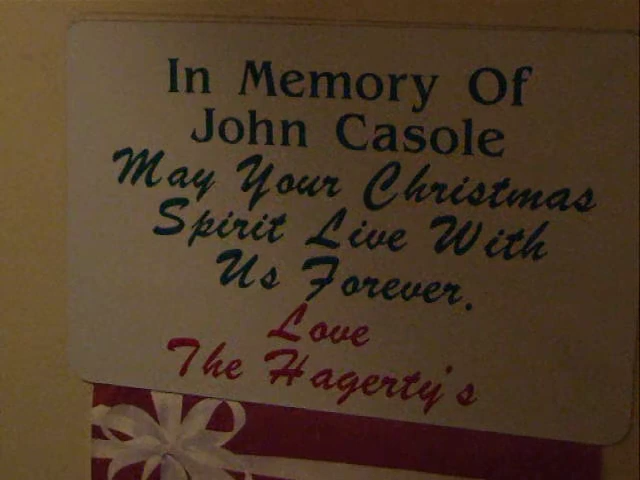 In Memory Of
John Casole
May Your Christmas
Spirit Live With
Us Forever.
Love
The Hagerty's